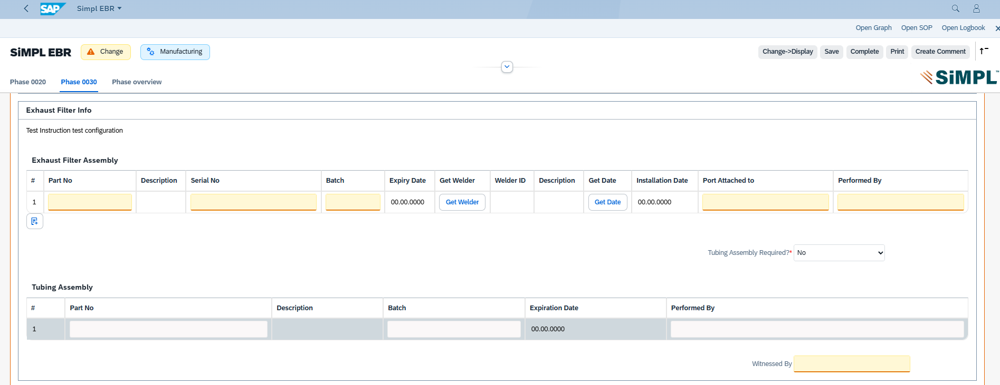 SAP Simpl EBR
Open Graph Open SOP Open Logbook
SiMPL EBR Change Manufacturing Change->Display Save Complete Print Create Comment
SiMPL™
Phase 0020 Phase 0030 Phase overview
Exhaust Filter Info
Test Instruction test configuration
Exhaust Filter Assembly
# Part No Description Serial No Batch Expiry Date Get Welder Welder ID Description Get Date Installation Date Port Attached to Performed By
1 00.00.0000 Get Welder Get Date 00.00.0000
Tubing Assembly Required?* No
Tubing Assembly
# Part No Description Batch Expiration Date Performed By
1 00.00.0000
Witnessed By